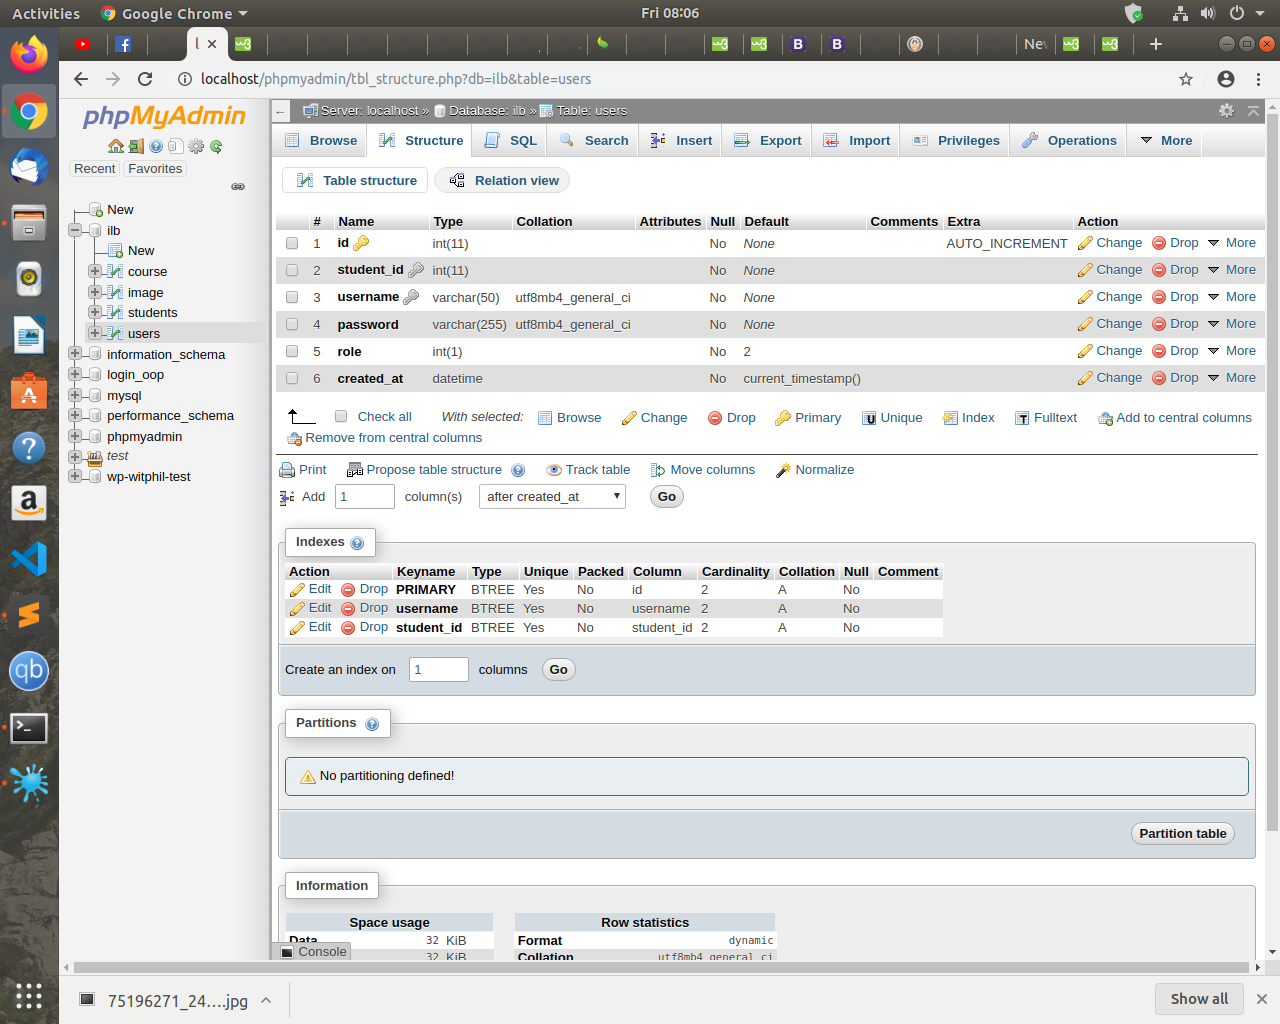 Activities
Google Chrome
Fri 08:06
l
Nev
localhost/phpmyadmin/tbl_structure.php?db=ilb&table=users
phpMyAdmin
Recent
Favorites
New
ilb
New
course
image
students
users
information_schema
login_oop
mysql
performance_schema
phpmyadmin
test
wp-witphil-test
Server: localhost » Database: ilb » Table: users
Browse Structure SQL Search Insert Export Import Privileges Operations More
Table structure Relation view
# Name Type Collation Attributes Null Default Comments Extra Action
1 id int(11) No None AUTO_INCREMENT Change Drop More
2 student_id int(11) No None Change Drop More
3 username varchar(50) utf8mb4_general_ci No None Change Drop More
4 password varchar(255) utf8mb4_general_ci No None Change Drop More
5 role int(1) No 2 Change Drop More
6 created_at datetime No current_timestamp() Change Drop More
Check all With selected: Browse Change Drop Primary Unique Index Fulltext Add to central columns
Remove from central columns
Print Propose table structure Track table Move columns Normalize
Add 1 column(s) after created_at Go
Indexes
Action Keyname Type Unique Packed Column Cardinality Collation Null Comment
Edit Drop PRIMARY BTREE Yes No id 2 A No
Edit Drop username BTREE Yes No username 2 A No
Edit Drop student_id BTREE Yes No student_id 2 A No
Create an index on 1 columns Go
Partitions
No partitioning defined!
Partition table
Information
Space usage
Data 32 KiB
32 KiB
Row statistics
Format dynamic
Collation utf8mb4_general_ci
Console
75196271_24....jpg
Show all